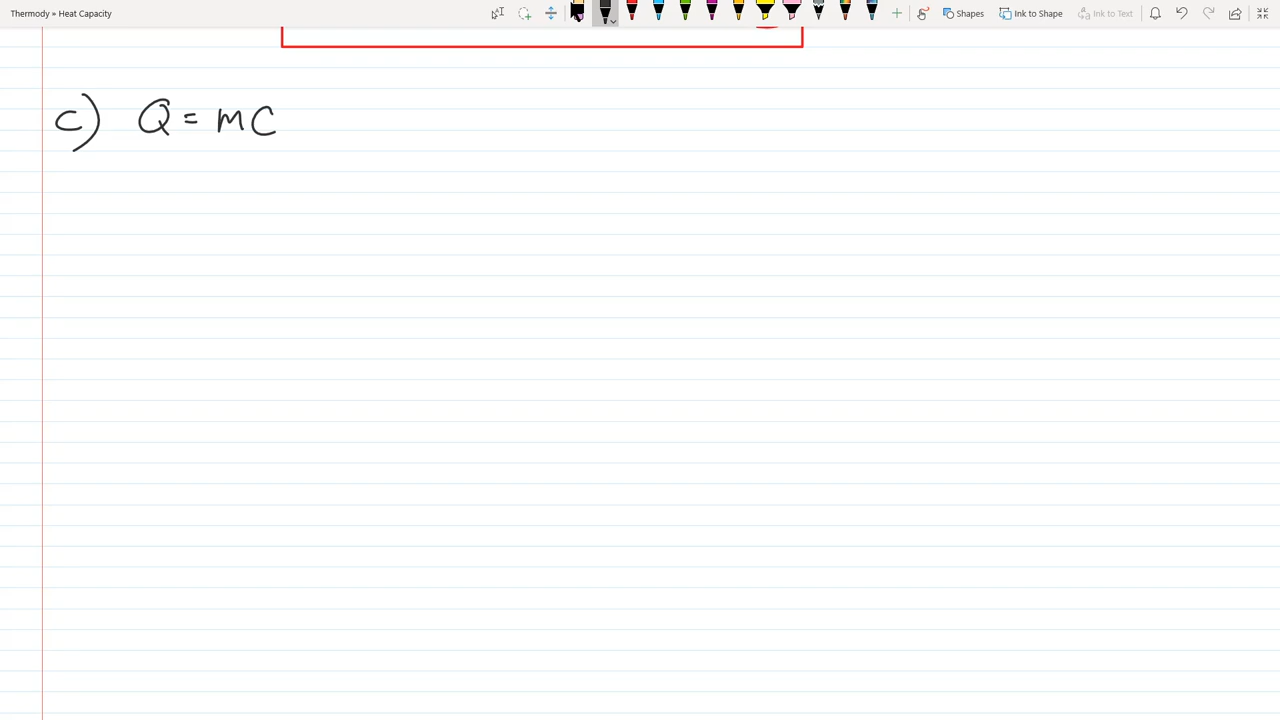 Thermody » Heat Capacity Shapes Ink to Shape Ink to Text
c) Q = mC